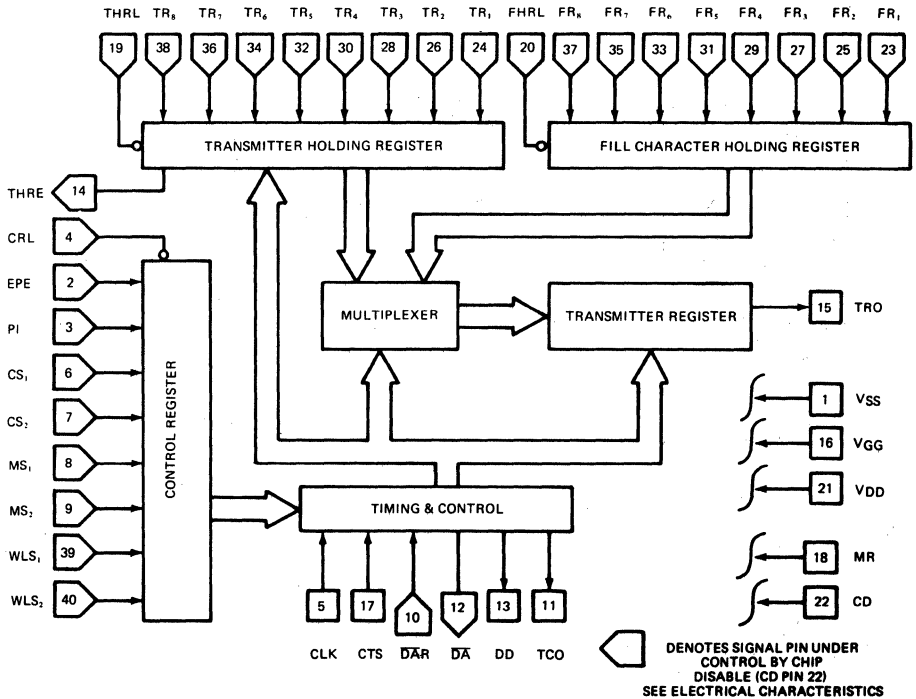 THRL TR₈ TR₇ TR₆ TR₅ TR₄ TR₃ TR₂ TR₁ FHRL FR₈ FR₇ FR₆ FR₅ FR₄ FR₃ FR₂ FR₁
19 38 36 34 32 30 28 26 24 20 37 35 33 31 29 27 25 23
TRANSMITTER HOLDING REGISTER
FILL CHARACTER HOLDING REGISTER
THRE 14
CRL 4
EPE 2
PI 3
CS₁ 6
CS₂ 7
MS₁ 8
MS₂ 9
WLS₁ 39
WLS₂ 40
CONTROL REGISTER
MULTIPLEXER
TRANSMITTER REGISTER
15 TRO
1 VSS
16 VGG
21 VDD
18 MR
22 CD
TIMING & CONTROL
5 17 10 12 13 11
CLK CTS D̅A̅R̅ D̅A̅ DD TCO
DENOTES SIGNAL PIN UNDER
CONTROL BY CHIP
DISABLE (CD PIN 22)
SEE ELECTRICAL CHARACTERISTICS